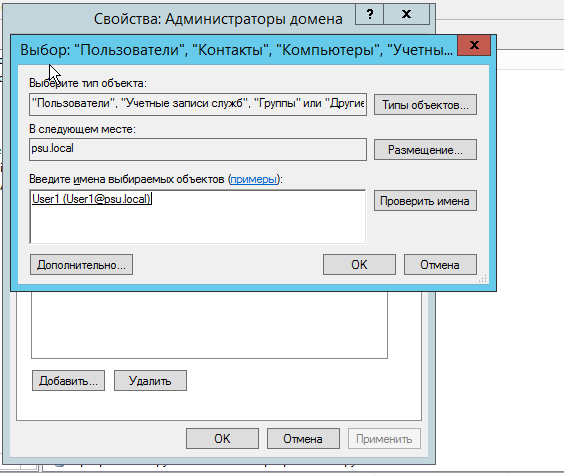 Свойства: Администраторы домена
? x
Выбор: "Пользователи", "Контакты", "Компьютеры", "Учетны... x
Выберите тип объекта:
"Пользователи", "Учетные записи служб", "Группы" или "Другие
Типы объектов...
В следующем месте:
psu.local
Размещение...
Введите имена выбираемых объектов (примеры):
User1 (User1@psu.local)
Проверить имена
Дополнительно... OK Отмена
Добавить... Удалить
OK Отмена Применить